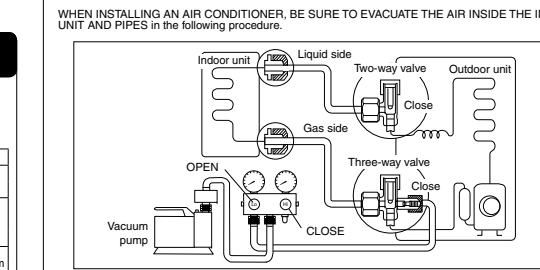 WHEN INSTALLING AN AIR CONDITIONER, BE SURE TO EVACUATE THE AIR INSIDE THE
UNIT AND PIPES in the following procedure.
Liquid side
Indoor unit
Two-way valve
Outdoor unit
Close
Gas side
Three-way valve
OPEN
Close
Lo
Hi
CLOSE
Vacuum
pump